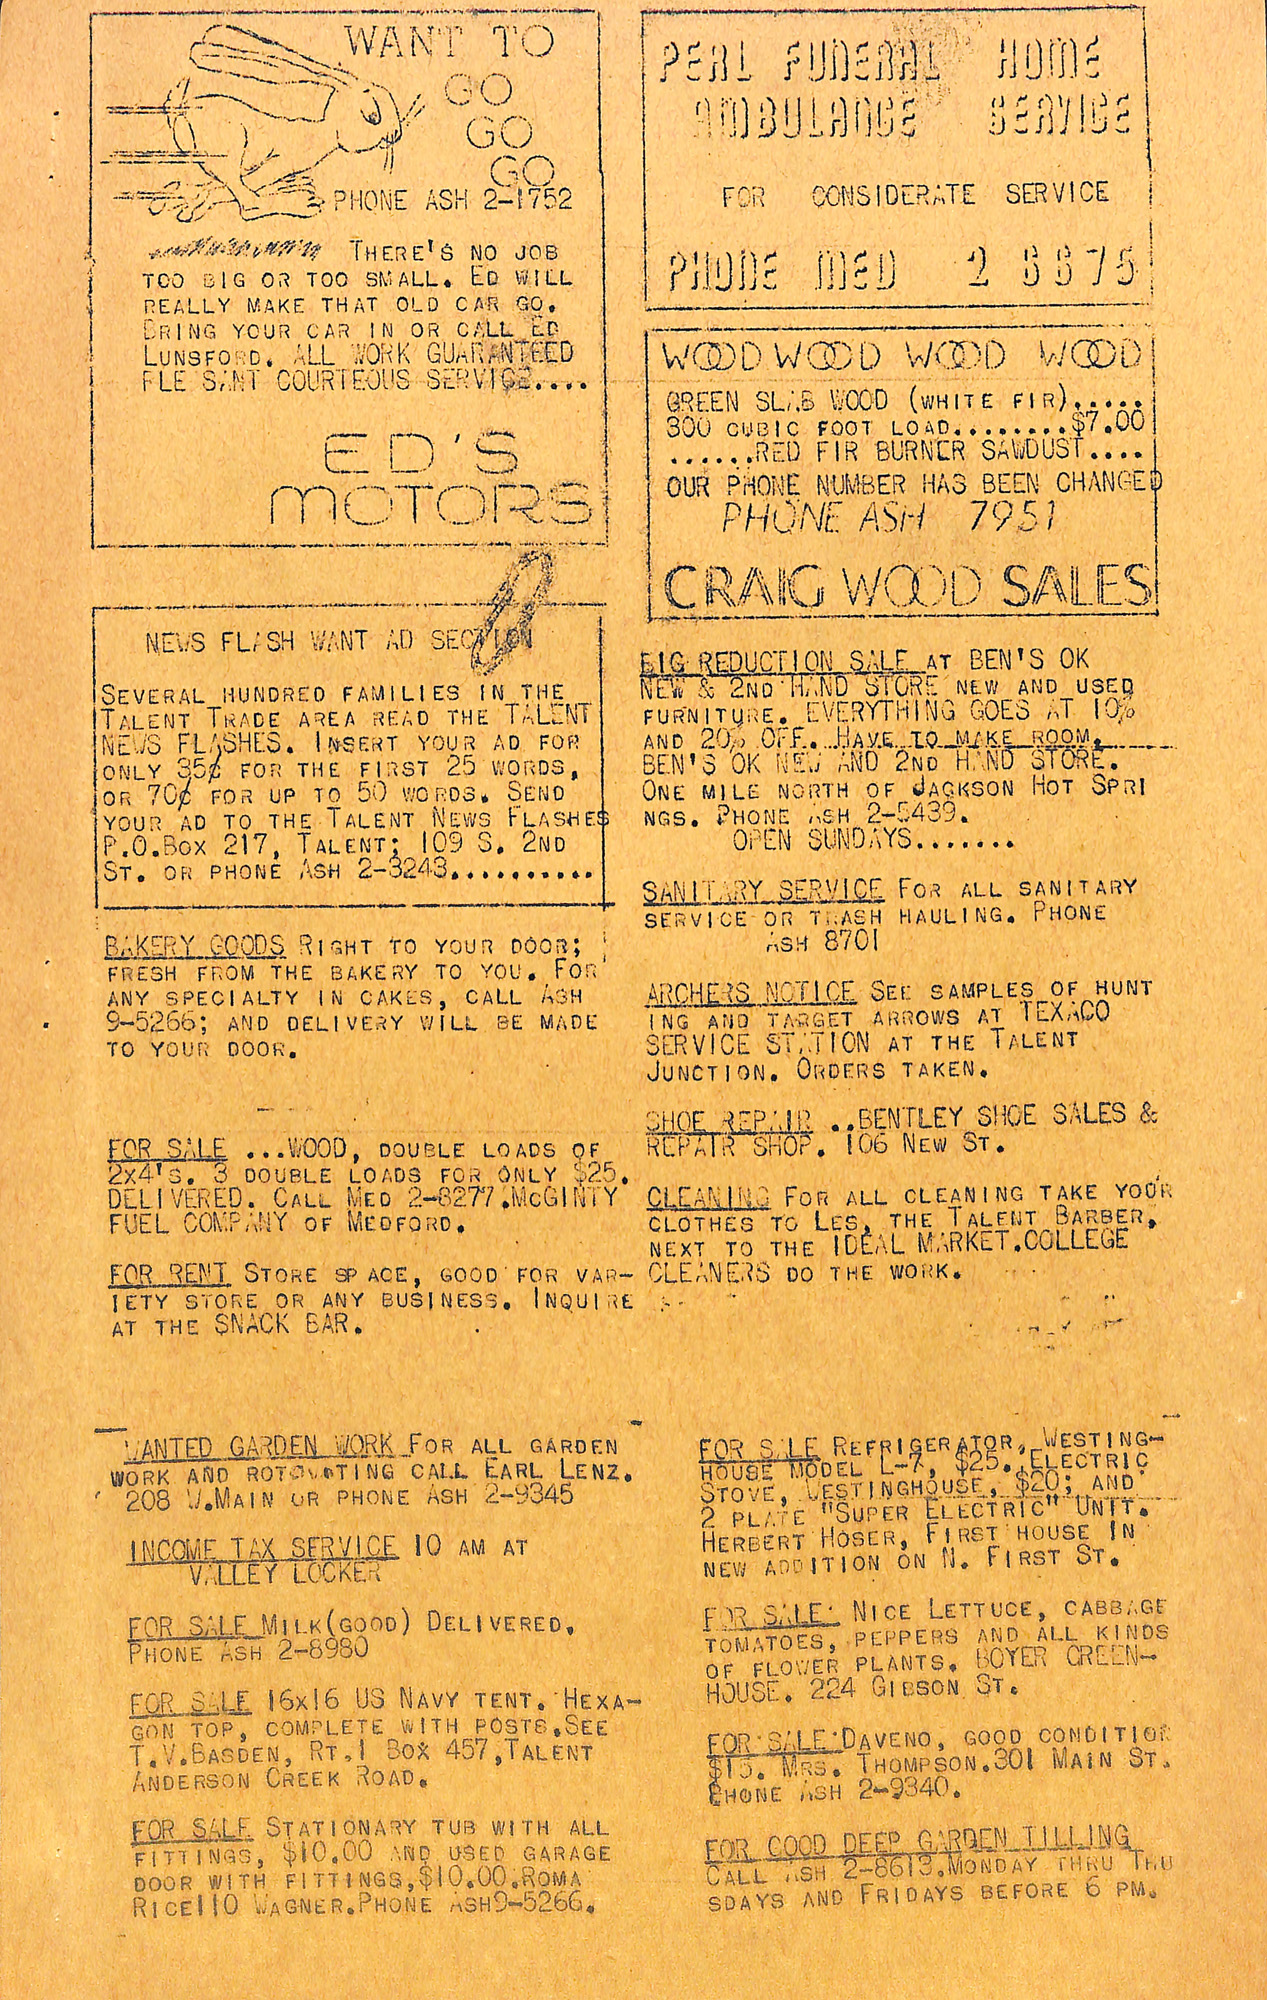 WANT TO
GO
GO
GO
PHONE ASH 2-1752
THERE'S NO JOB
TOO BIG OR TOO SMALL. ED WILL
REALLY MAKE THAT OLD CAR GO.
BRING YOUR CAR IN OR CALL ED
LUNSFORD. ALL WORK GUARANTEED
PLE SANT COURTEOUS SERVICE....
ED'S
MOTORS
NEWS FLASH WANT AD SECTION
SEVERAL HUNDRED FAMILIES IN THE
TALENT TRADE AREA READ THE TALENT
NEWS FLASHES. INSERT YOUR AD FOR
ONLY 35¢ FOR THE FIRST 25 WORDS,
OR 70¢ FOR UP TO 50 WORDS. SEND
YOUR AD TO THE TALENT NEWS FLASHES
P.O.BOX 217, TALENT; 109 S. 2ND
ST. OR PHONE ASH 2-3243..........
BAKERY GOODS RIGHT TO YOUR DOOR;
FRESH FROM THE BAKERY TO YOU. FOR
ANY SPECIALTY IN CAKES, CALL ASH
9-5266; AND DELIVERY WILL BE MADE
TO YOUR DOOR.
FOR SALE ...WOOD, DOUBLE LOADS OF
2X4'S. 3 DOUBLE LOADS FOR ONLY $25.
DELIVERED. CALL MED 2-8277.MCGINTY
FUEL COMPANY OF MEDFORD.
FOR RENT STORE SP ACE, GOOD FOR VAR-
IETY STORE OR ANY BUSINESS. INQUIRE
AT THE SNACK BAR.
PERL FUNERAL HOME
AMBULANCE SERVICE
FOR CONSIDERATE SERVICE
PHONE MED 2 6675
WOOD WOOD WOOD WOOD
GREEN SLAB WOOD (WHITE FIR).....
300 CUBIC FOOT LOAD........$7.00
......RED FIR BURNER SAWDUST....
OUR PHONE NUMBER HAS BEEN CHANGED
PHONE ASH 7951
CRAIG WOOD SALES
BIG REDUCTION SALE AT BEN'S OK
NEW & 2ND HAND STORE NEW AND USED
FURNITURE. EVERYTHING GOES AT 10%
AND 20% OFF. HAVE TO MAKE ROOM.
BEN'S OK NEW AND 2ND HAND STORE.
ONE MILE NORTH OF JACKSON HOT SPRI
NGS. PHONE ASH 2-5439.
OPEN SUNDAYS.......
SANITARY SERVICE FOR ALL SANITARY
SERVICE OR TRASH HAULING. PHONE
ASH 8701
ARCHERS NOTICE SEE SAMPLES OF HUNT
ING AND TARGET ARROWS AT TEXACO
SERVICE STATION AT THE TALENT
JUNCTION. ORDERS TAKEN.
SHOE REPAIR ..BENTLEY SHOE SALES &
REPAIR SHOP. 106 NEW ST.
CLEANING FOR ALL CLEANING TAKE YOUR
CLOTHES TO LES, THE TALENT BARBER,
NEXT TO THE IDEAL MARKET.COLLEGE
CLEANERS DO THE WORK.
WANTED GARDEN WORK FOR ALL GARDEN
WORK AND ROTOVATING CALL EARL LENZ.
208 W.MAIN OR PHONE ASH 2-9345
INCOME TAX SERVICE 10 AM AT
VALLEY LOCKER
FOR SALE MILK(GOOD) DELIVERED.
PHONE ASH 2-8980
FOR SALE 16X16 US NAVY TENT. HEXA-
GON TOP, COMPLETE WITH POSTS.SEE
T.V.BASDEN, RT.1 BOX 457,TALENT
ANDERSON CREEK ROAD.
FOR SALE STATIONARY TUB WITH ALL
FITTINGS, $10.00 AND USED GARAGE
DOOR WITH FITTINGS,$10.00.ROMA
RICE110 WAGNER.PHONE ASH9-5266.
FOR SALE REFRIGERATOR, WESTING-
HOUSE MODEL L-7, $25. ELECTRIC
STOVE, WESTINGHOUSE, $20; AND
2 PLATE "SUPER ELECTRIC" UNIT.
HERBERT HOSER, FIRST HOUSE IN
NEW ADDITION ON N. FIRST ST.
FOR SALE: NICE LETTUCE, CABBAGE
TOMATOES, PEPPERS AND ALL KINDS
OF FLOWER PLANTS. BOYER GREEN-
HOUSE. 224 GIBSON ST.
FOR SALE DAVENO, GOOD CONDITION
$15. MRS. THOMPSON.301 MAIN ST.
PHONE ASH 2-9340.
FOR GOOD DEEP GARDEN TILLING
CALL ASH 2-8613.MONDAY THRU THU
SDAYS AND FRIDAYS BEFORE 6 PM.